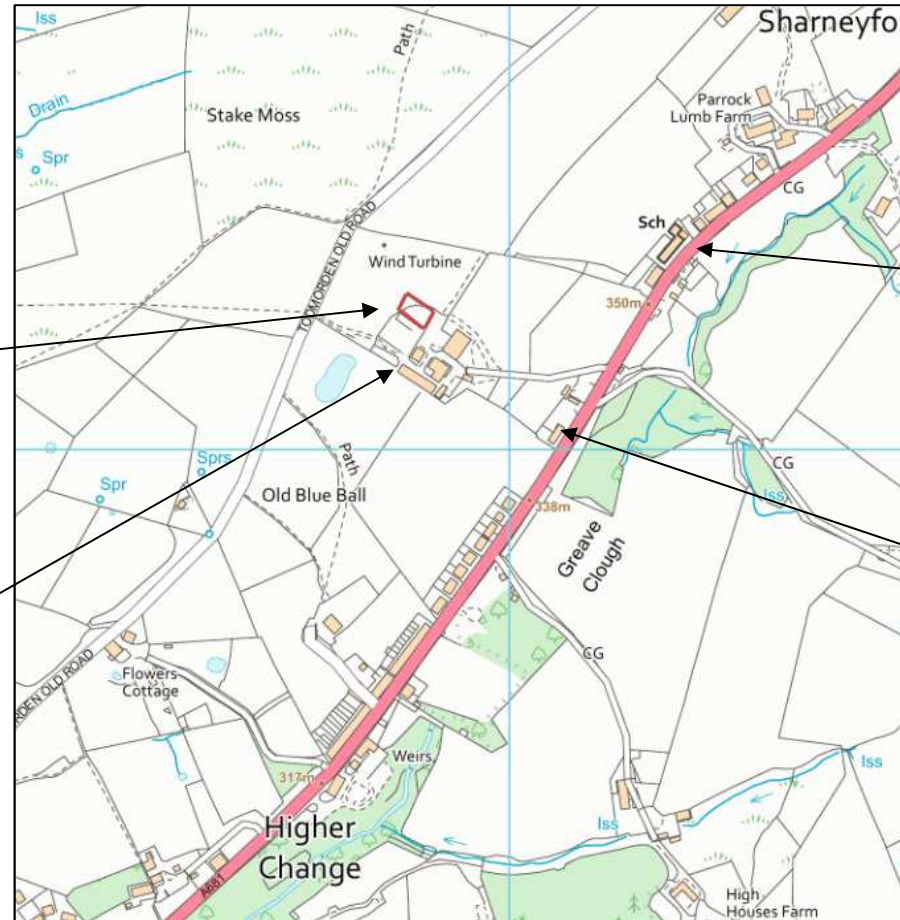 Iss
Sharneyfo
Path
Drain
Stake Moss
Parrock
Lumb Farm
s
Spr
CG
Sch
TODMORDEN OLD ROAD
Wind Turbine
350m
Sprs
Path
CG
Spr
Old Blue Ball
Iss
338m
Greave
Clough
RDEN OLD ROAD
CG
Flowers
Cottage
Weirs
Iss
317m
Higher
Change
Iss
A681
High
Houses Farm